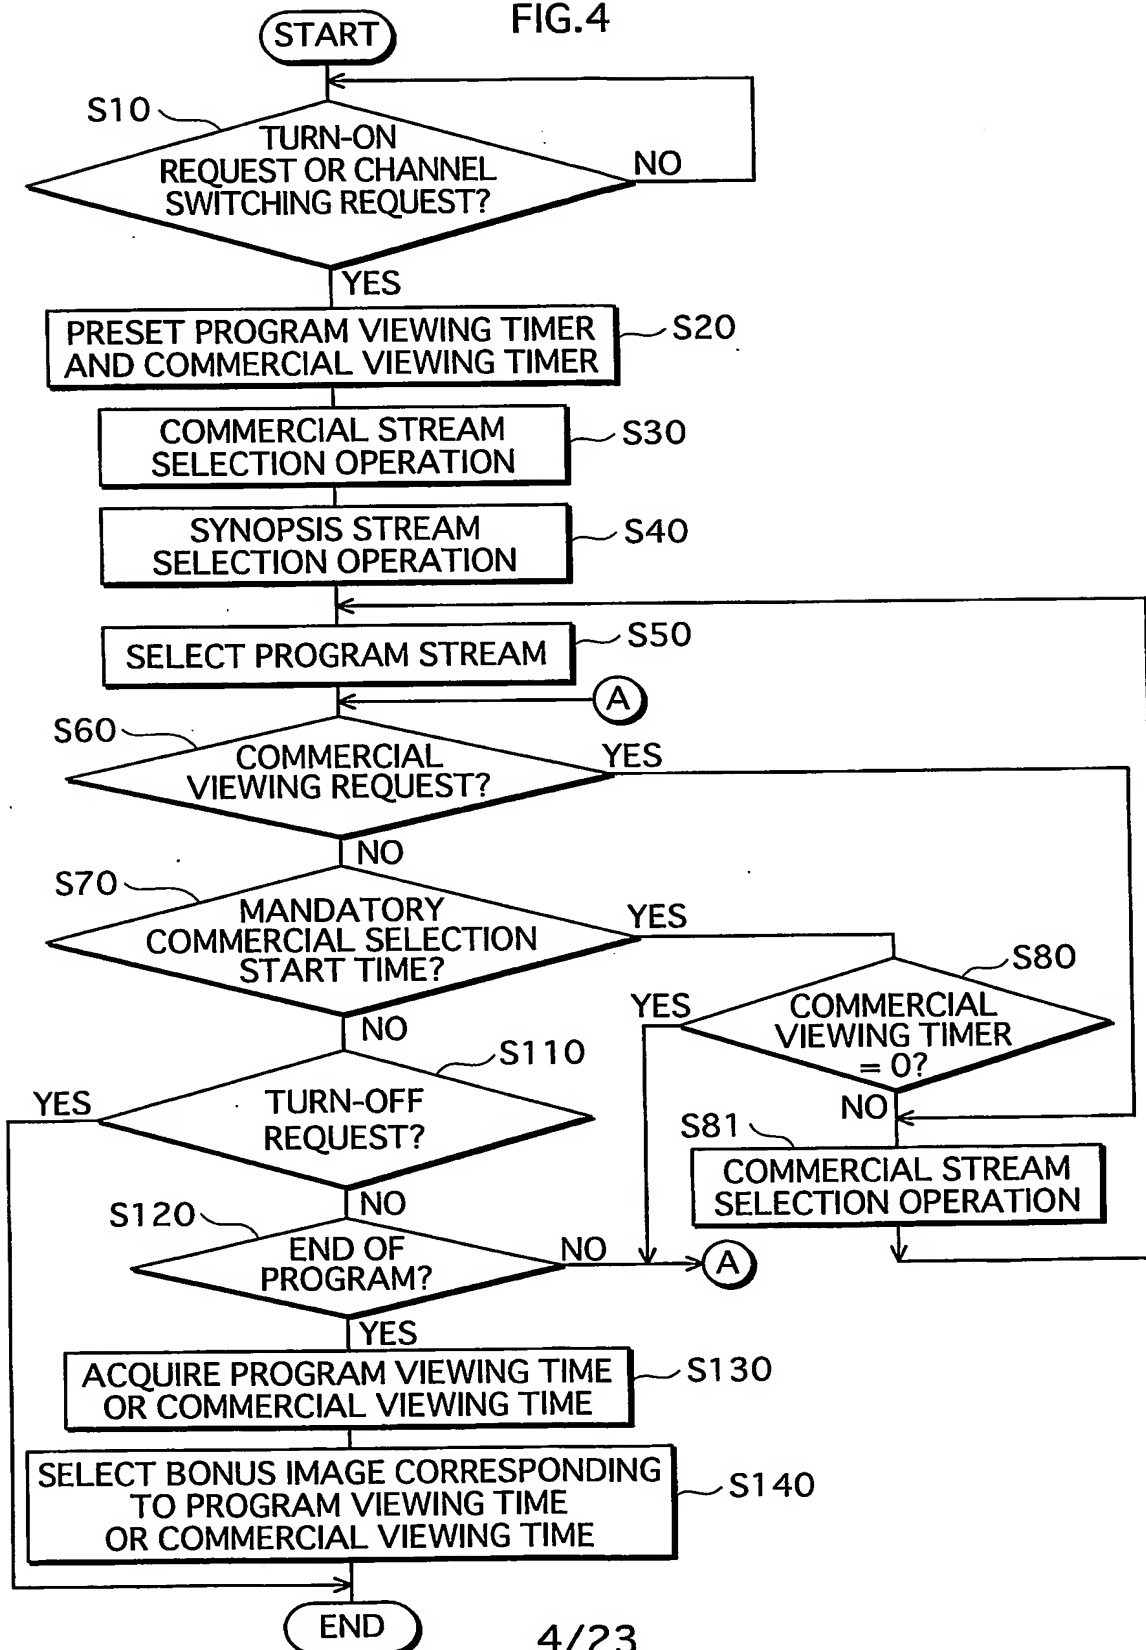 FIG.4
START
S10
TURN-ON
REQUEST OR CHANNEL
SWITCHING REQUEST?
NO
YES
PRESET PROGRAM VIEWING TIMER
AND COMMERCIAL VIEWING TIMER
S20
COMMERCIAL STREAM
SELECTION OPERATION
S30
SYNOPSIS STREAM
SELECTION OPERATION
S40
SELECT PROGRAM STREAM
S50
A
S60
COMMERCIAL
VIEWING REQUEST?
YES
NO
S70
MANDATORY
COMMERCIAL SELECTION
START TIME?
YES
NO
S80
COMMERCIAL
VIEWING TIMER
= 0?
YES
NO
S81
COMMERCIAL STREAM
SELECTION OPERATION
S110
TURN-OFF
REQUEST?
YES
NO
S120
END OF
PROGRAM?
NO
A
YES
ACQUIRE PROGRAM VIEWING TIME
OR COMMERCIAL VIEWING TIME
S130
SELECT BONUS IMAGE CORRESPONDING
TO PROGRAM VIEWING TIME
OR COMMERCIAL VIEWING TIME
S140
END
4/23